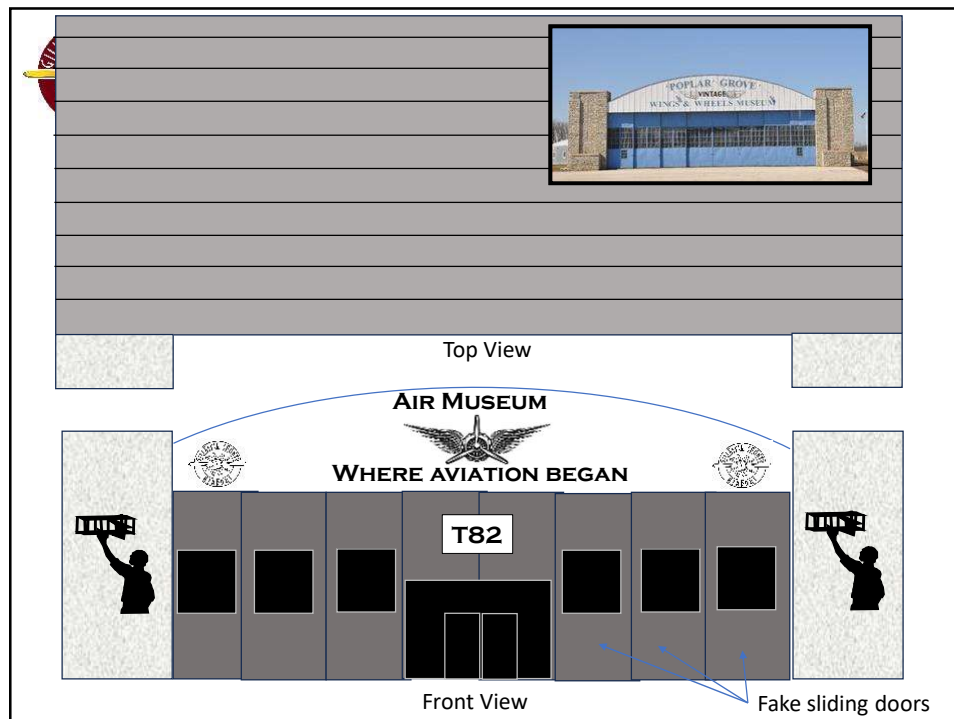 POPLAR GROVE
VINTAGE
WINGS & WHEELS MUSEUM
Top View
AIR MUSEUM
WHERE AVIATION BEGAN
T82
Front View
Fake sliding doors